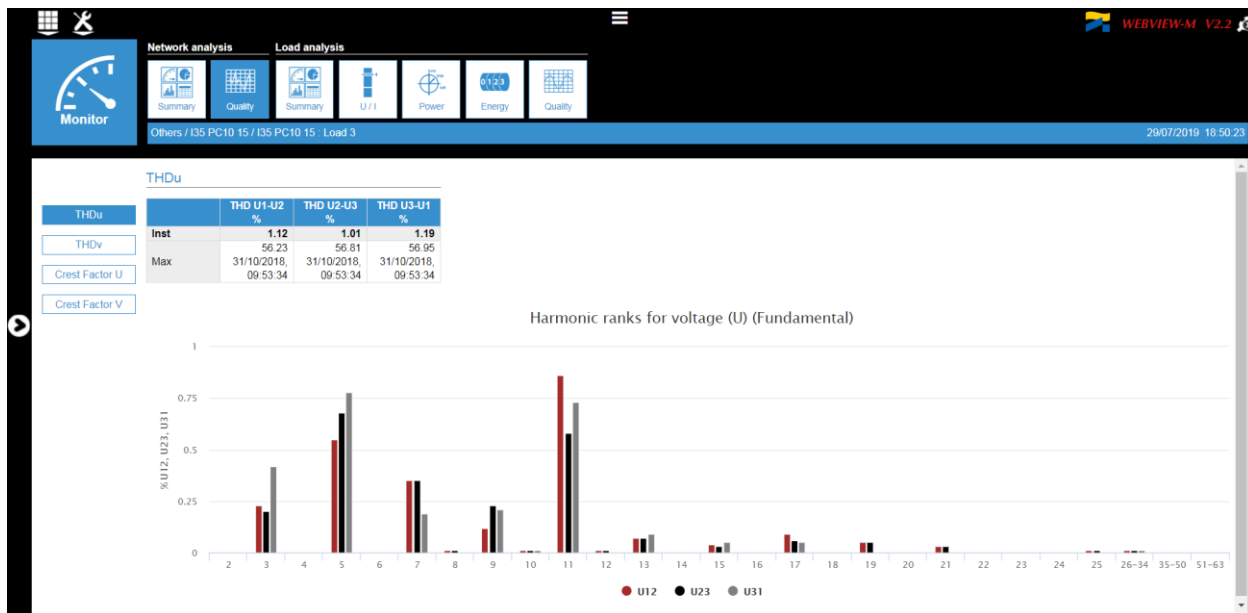 WEBVIEW-M V2.2
Monitor
Network analysis
Load analysis
Summary
Quality
Summary
U / I
Power
0123
Energy
Quality
Others / I35 PC10 15 / I35 PC10 15 : Load 3
29/07/2019 18:50:23
THDu
THDv
Crest Factor U
Crest Factor V
THDu
THD U1-U2 % THD U2-U3 % THD U3-U1 %
Inst 1.12 1.01 1.19
Max 56.23 56.81 56.95
31/10/2018, 31/10/2018, 31/10/2018,
09:53:34 09:53:34 09:53:34
Harmonic ranks for voltage (U) (Fundamental)
% U12, U23, U31
1
0.75
0.5
0.25
0
2 3 4 5 6 7 8 9 10 11 12 13 14 15 16 17 18 19 20 21 22 23 24 25 26-34 35-50 51-63
U12 U23 U31